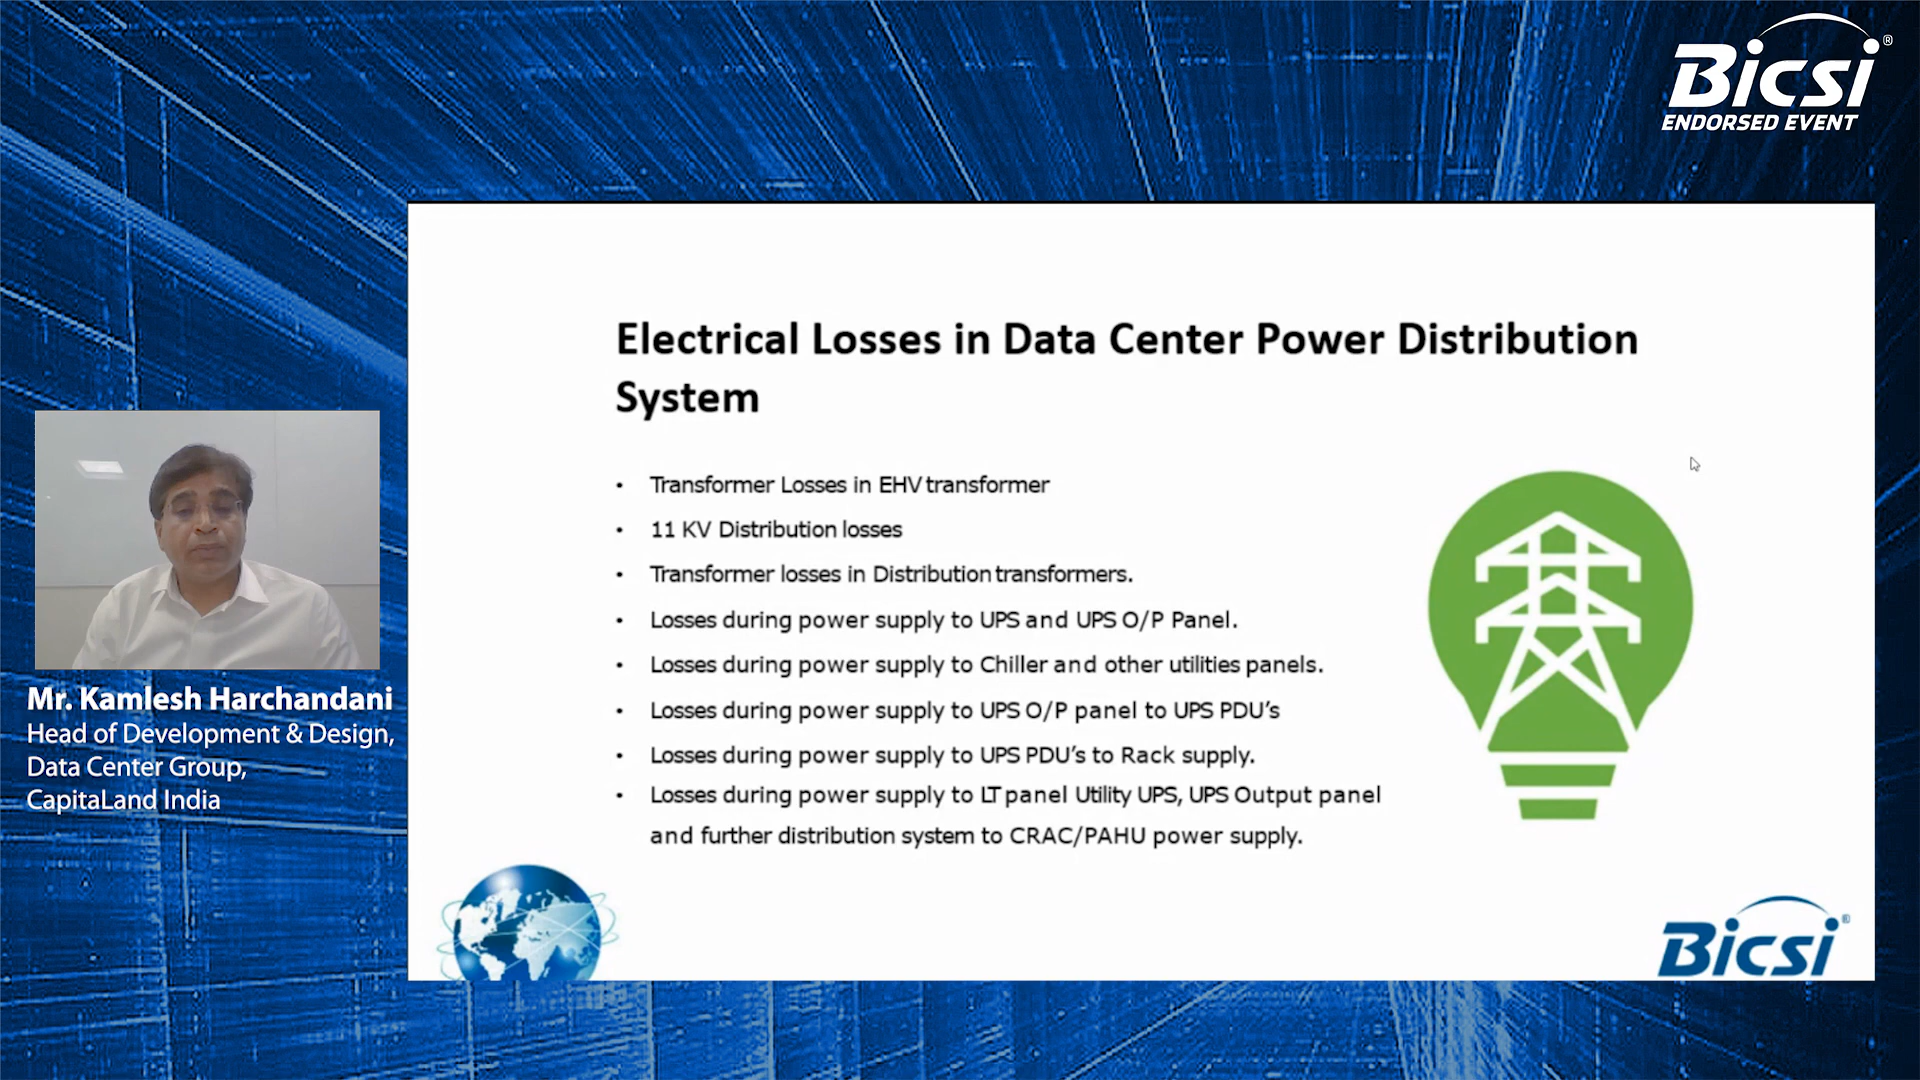 Bicsi®
ENDORSED EVENT
Electrical Losses in Data Center Power Distribution
System
• Transformer Losses in EHV transformer
• 11 KV Distribution losses
• Transformer losses in Distribution transformers.
• Losses during power supply to UPS and UPS O/P Panel.
• Losses during power supply to Chiller and other utilities panels.
• Losses during power supply to UPS O/P panel to UPS PDU's
• Losses during power supply to UPS PDU's to Rack supply.
• Losses during power supply to LT panel Utility UPS, UPS Output panel
and further distribution system to CRAC/PAHU power supply.
Mr. Kamlesh Harchandani
Head of Development & Design,
Data Center Group,
CapitaLand India
Bicsi®